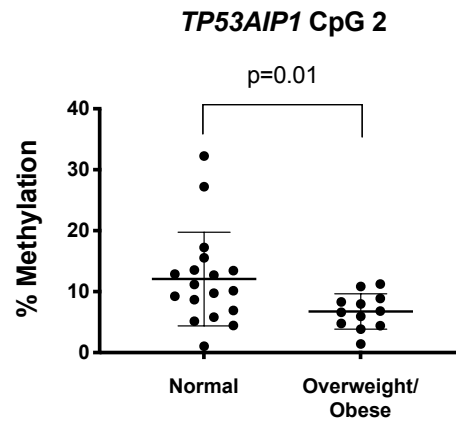 TP53AIP1 CpG 2
p=0.01
40
30
20
10
0
% Methylation
Normal
Overweight/
Obese